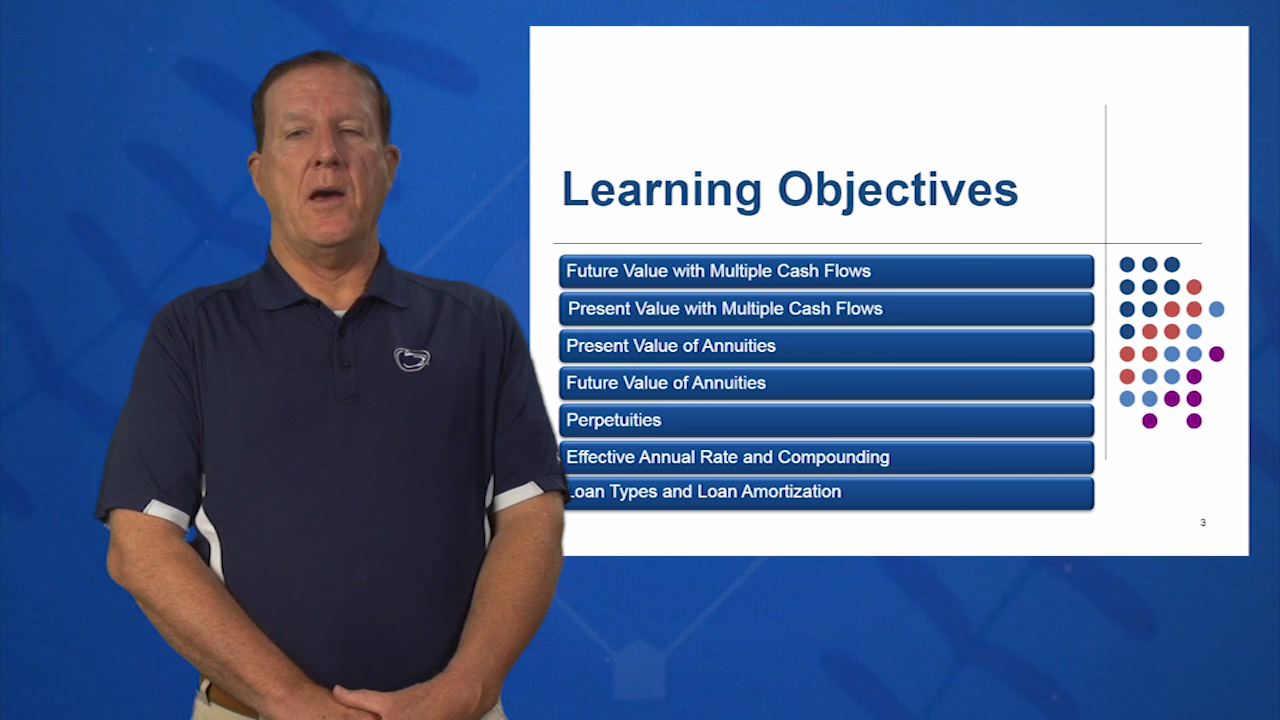 Learning Objectives
Future Value with Multiple Cash Flows
Present Value with Multiple Cash Flows
Present Value of Annuities
Future Value of Annuities
Perpetuities
Effective Annual Rate and Compounding
Loan Types and Loan Amortization
3